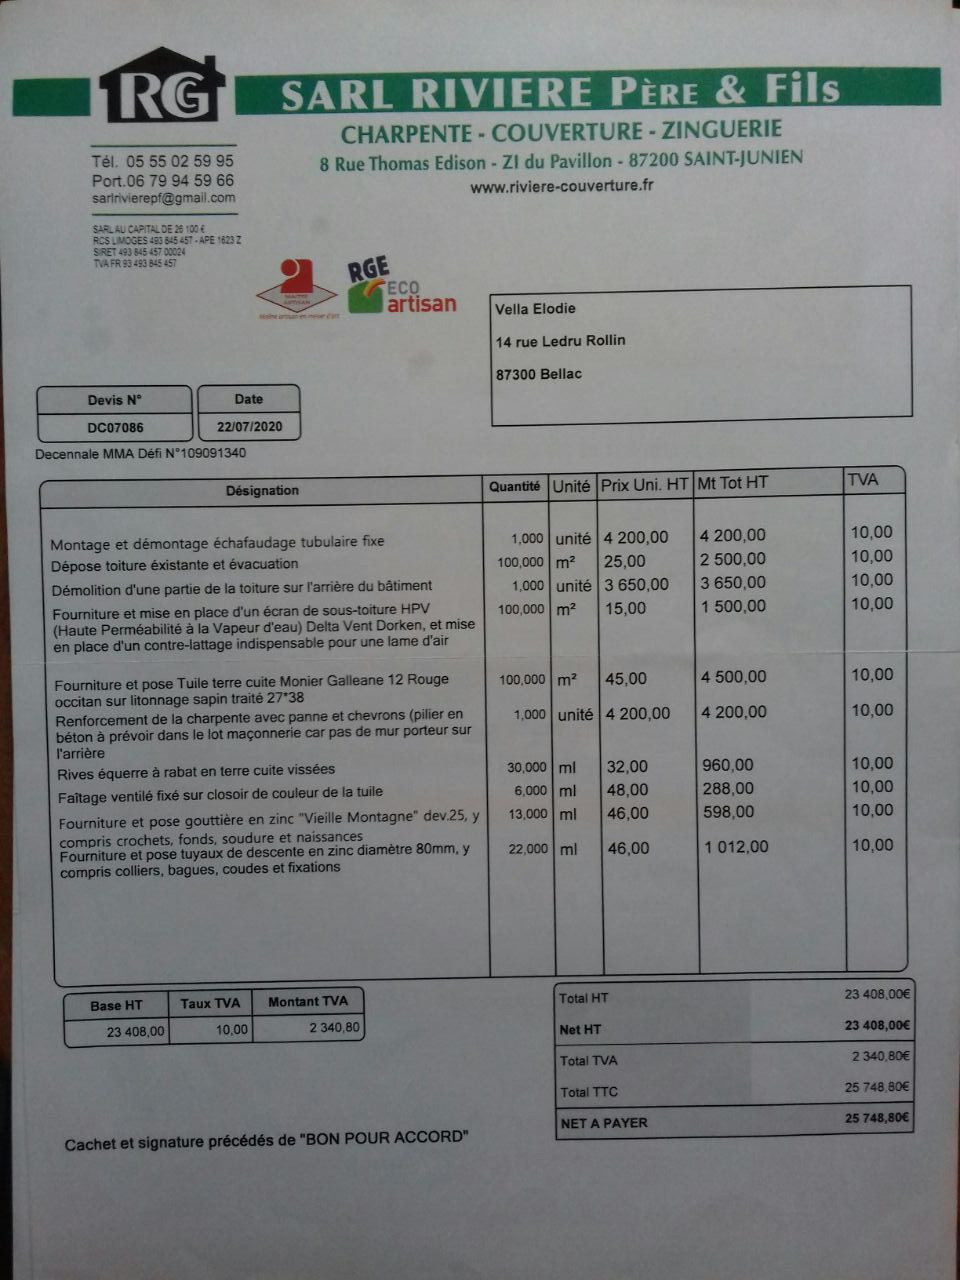 RCG
SARL RIVIERE PÈRE & Fils
CHARPENTE - COUVERTURE - ZINGUERIE
8 Rue Thomas Edison - ZI du Pavillon - 87200 SAINT-JUNIEN
www.riviere-couverture.fr
Tél. 05 55 02 59 95
Port.06 79 94 59 66
sarlrivierepf@gmail.com
SARL AU CAPITAL DE 26 100 €
RCS LIMOGES 493 845 457 - APE 1623 Z
SIRET 493 845 457 00024
TVA FR 93 493 845 457
MAITRE ARTISAN
RGE
ECO
artisan
Vella Elodie
14 rue Ledru Rollin
87300 Bellac
Devis N° Date
DC07086 22/07/2020
Decennale MMA Défi N°109091340
Désignation Quantité Unité Prix Uni. HT Mt Tot HT TVA
Montage et démontage échafaudage tubulaire fixe 1,000 unité 4 200,00 4 200,00 10,00
Dépose toiture éxistante et évacuation 100,000 m² 25,00 2 500,00 10,00
Démolition d'une partie de la toiture sur l'arrière du bâtiment 1,000 unité 3 650,00 3 650,00 10,00
Fourniture et mise en place d'un écran de sous-toiture HPV 100,000 m² 15,00 1 500,00 10,00
(Haute Perméabilité à la Vapeur d'eau) Delta Vent Dorken, et mise
en place d'un contre-lattage indispensable pour une lame d'air
Fourniture et pose Tuile terre cuite Monier Galleane 12 Rouge 100,000 m² 45,00 4 500,00 10,00
occitan sur litonnage sapin traité 27*38
Renforcement de la charpente avec panne et chevrons (pilier en 1,000 unité 4 200,00 4 200,00 10,00
béton à prévoir dans le lot maçonnerie car pas de mur porteur sur
l'arrière
Rives équerre à rabat en terre cuite vissées 30,000 ml 32,00 960,00 10,00
Faîtage ventilé fixé sur closoir de couleur de la tuile 6,000 ml 48,00 288,00 10,00
Fourniture et pose gouttière en zinc "Vieille Montagne" dev.25, y 13,000 ml 46,00 598,00 10,00
compris crochets, fonds, soudure et naissances
Fourniture et pose tuyaux de descente en zinc diamètre 80mm, y 22,000 ml 46,00 1 012,00 10,00
compris colliers, bagues, coudes et fixations
Base HT Taux TVA Montant TVA
23 408,00 10,00 2 340,80
Total HT 23 408,00€
Net HT 23 408,00€
Total TVA 2 340,80€
Total TTC 25 748,80€
NET A PAYER 25 748,80€
Cachet et signature précédés de "BON POUR ACCORD"